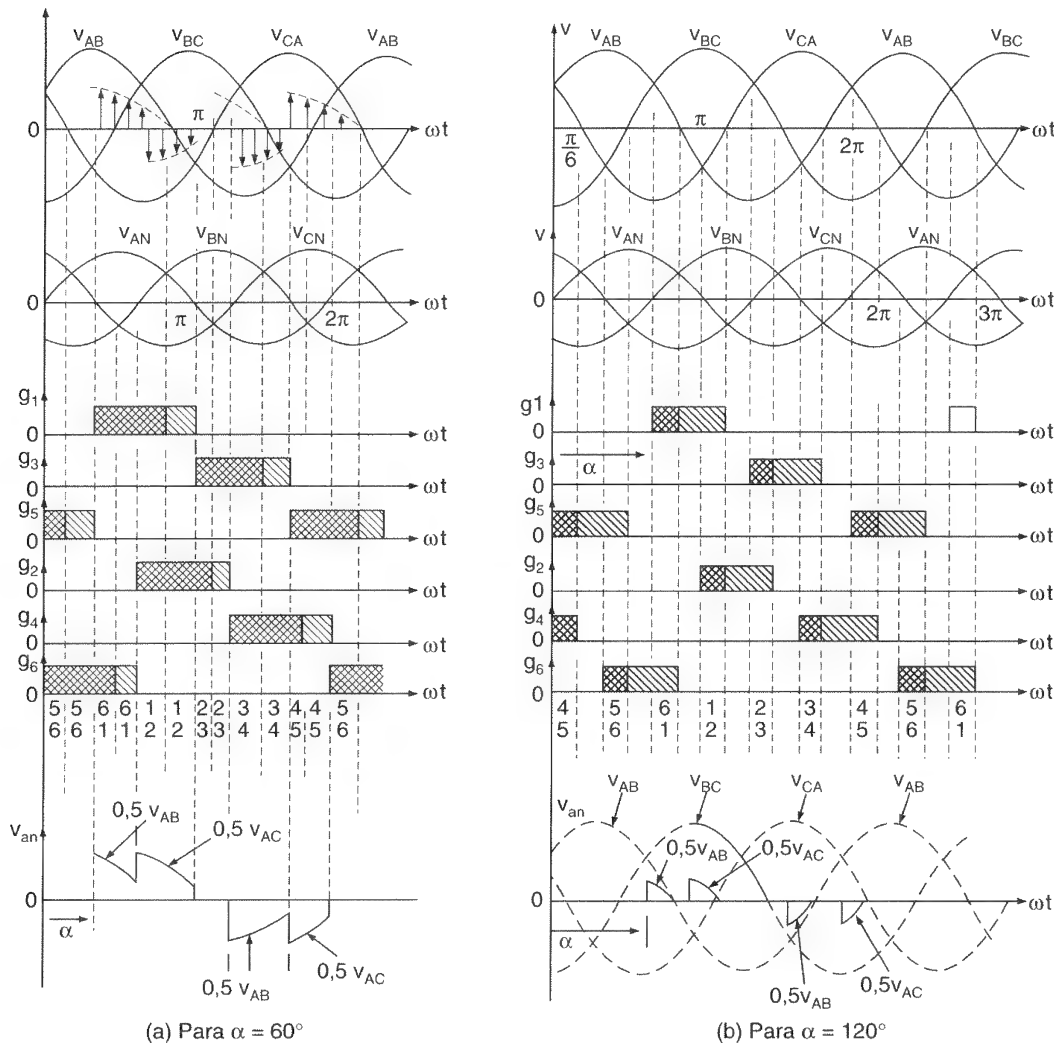 v_AB v_BC v_CA v_AB
π
0 ωt
v_AN v_BN v_CN
0 ωt
π 2π
g_1
0 ωt
g_3
0 ωt
g_5
0 ωt
g_2
0 ωt
g_4
0 ωt
g_6
0 ωt
5 5 6 6 1 1 2 2 3 3 4 4 5
6 6 1 1 2 2 3 3 4 4 5 5 6
v_an
0,5 v_AB
0,5 v_AC
0 ωt
α
0,5 v_AB
0,5 v_AC
(a) Para α = 60°
v v_AB v_BC v_CA v_AB v_BC
0 π ωt
π/6 2π
v v_AN v_BN v_CN v_AN
0 ωt
2π 3π
g1
0 ωt
α
g_3
0 ωt
g_5
0 ωt
g_2
0 ωt
g_4
0 ωt
g_6
0 ωt
4 5 6 1 2 3 4 5 6
5 6 1 2 3 4 5 6 1
v_an v_AB v_BC v_CA v_AB
0,5v_AB 0,5v_AC
0 ωt
α
0,5v_AB 0,5v_AC
(b) Para α = 120°